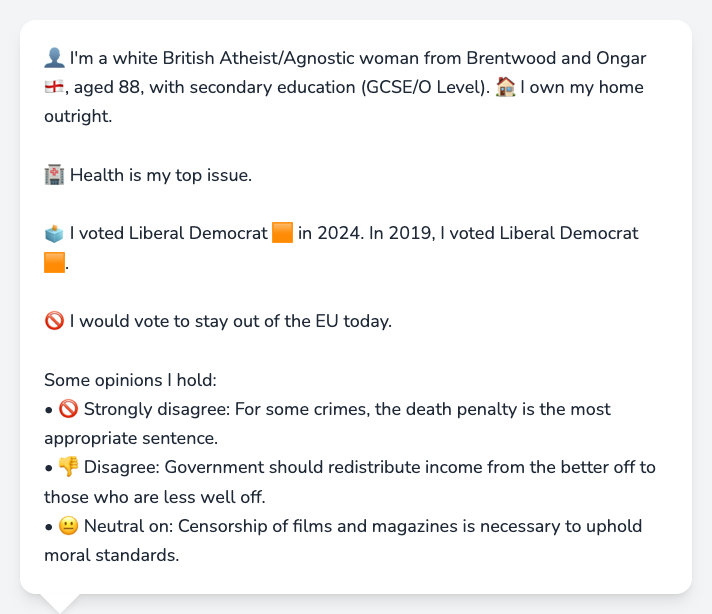 👤 I'm a white British Atheist/Agnostic woman from Brentwood and Ongar
🏴󠁧󠁢󠁥󠁮󠁧󠁿, aged 88, with secondary education (GCSE/O Level). 🏠 I own my home
outright.
🏥 Health is my top issue.
🗳️ I voted Liberal Democrat 🟧 in 2024. In 2019, I voted Liberal Democrat
🟧.
🚫 I would vote to stay out of the EU today.
Some opinions I hold:
• 🚫 Strongly disagree: For some crimes, the death penalty is the most
appropriate sentence.
• 👎 Disagree: Government should redistribute income from the better off to
those who are less well off.
• 😐 Neutral on: Censorship of films and magazines is necessary to uphold
moral standards.